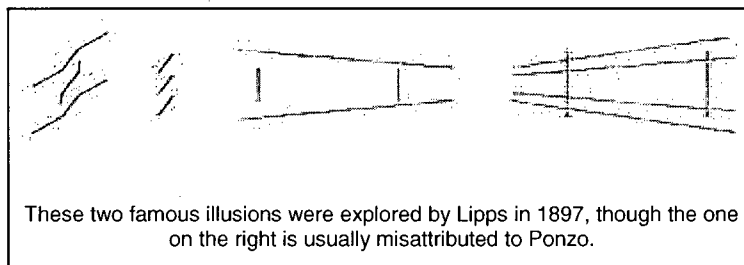 These two famous illusions were explored by Lipps in 1897, though the one
on the right is usually misattributed to Ponzo.